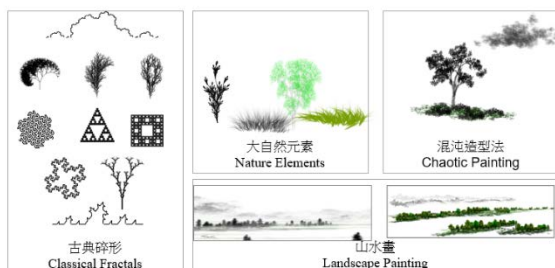 古典碎形
Classical Fractals
大自然元素
Nature Elements
混沌造型法
Chaotic Painting
山水畫
Landscape Painting